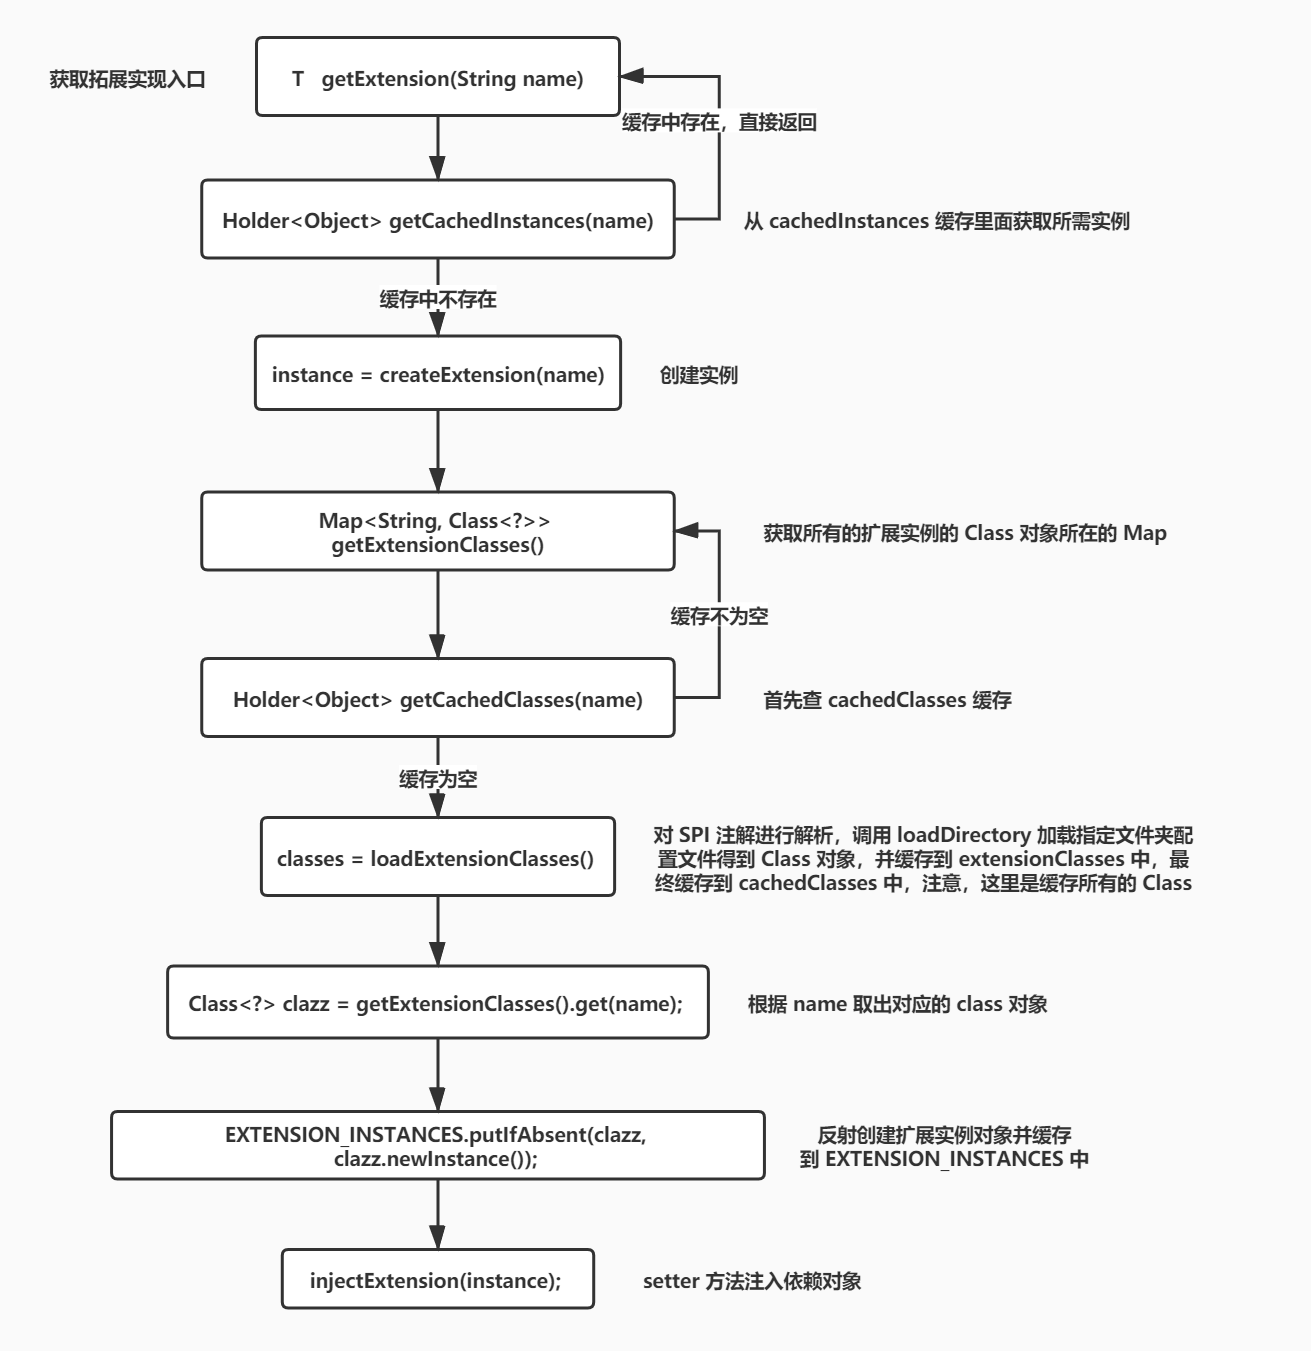 获取拓展实现入口
T getExtension(String name)
缓存中存在，直接返回
Holder<Object> getCachedInstances(name)
从 cachedInstances 缓存里面获取所需实例
缓存中不存在
instance = createExtension(name)
创建实例
Map<String, Class<?>>
getExtensionClasses()
获取所有的扩展实例的 Class 对象所在的 Map
缓存不为空
Holder<Object> getCachedClasses(name)
首先查 cachedClasses 缓存
缓存为空
classes = loadExtensionClasses()
对 SPI 注解进行解析，调用 loadDirectory 加载指定文件夹配
置文件得到 Class 对象，并缓存到 extensionClasses 中，最
终缓存到 cachedClasses 中，注意，这里是缓存所有的 Class
Class<?> clazz = getExtensionClasses().get(name);
根据 name 取出对应的 class 对象
EXTENSION_INSTANCES.putIfAbsent(clazz,
clazz.newInstance());
反射创建扩展实例对象并缓存
到 EXTENSION_INSTANCES 中
injectExtension(instance);
setter 方法注入依赖对象